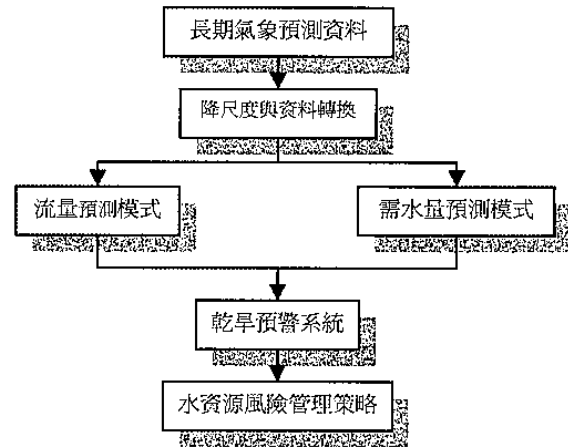 長期氣象預測資料
降尺度與資料轉換
流量預測模式
需水量預測模式
乾旱預警系統
水資源風險管理策略